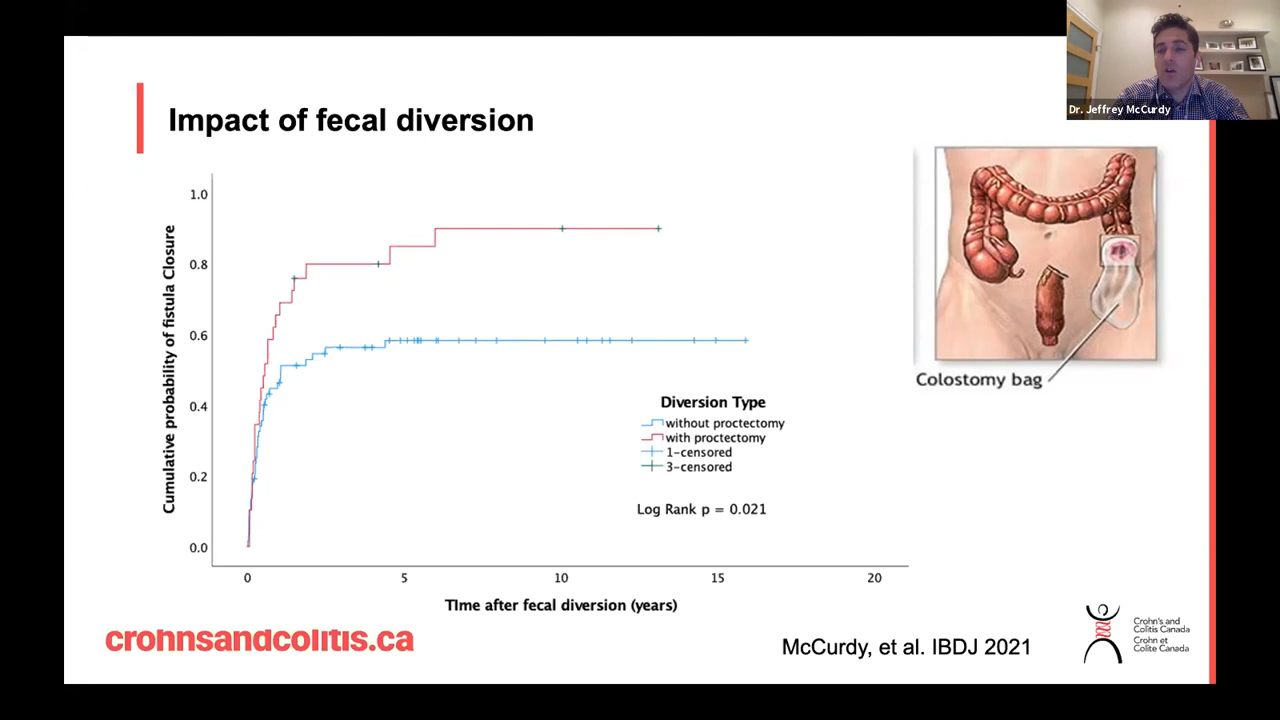 Dr. Jeffrey McCurdy
Impact of fecal diversion
Cumulative probability of fistula Closure
1.0
0.8
0.6
0.4
0.2
0.0
0
5
10
15
20
TIme after fecal diversion (years)
Diversion Type
without proctectomy
with proctectomy
1-censored
3-censored
Log Rank p = 0.021
Colostomy bag
crohnsandcolitis.ca
McCurdy, et al. IBDJ 2021
Crohn's and
Colitis Canada
Crohn et
Colite Canada